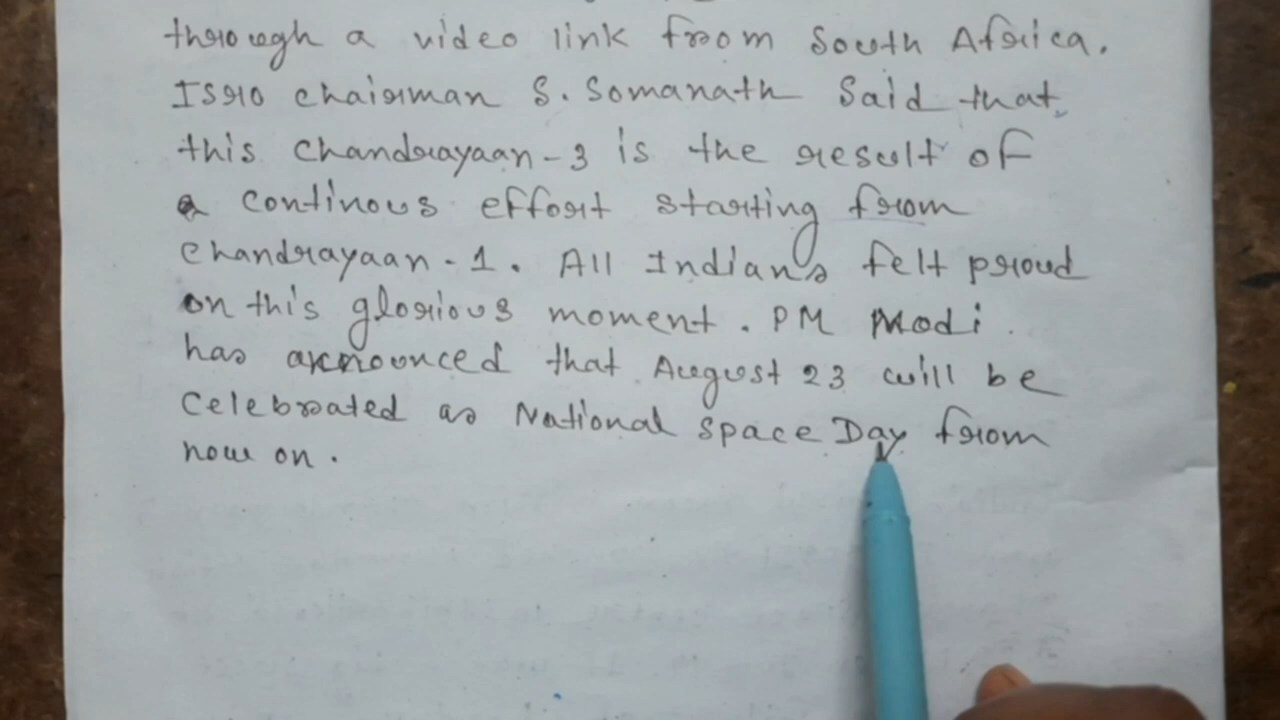 through a video link from South Africa.
Isro chairman S. Somanath Said that
this Chandrayaan-3 is the result of
a continous effort starting from
Chandrayaan-1. All Indians felt proud
on this glorious moment. PM Modi
has announced that August 23 will be
Celebrated as National Space Day from
now on.